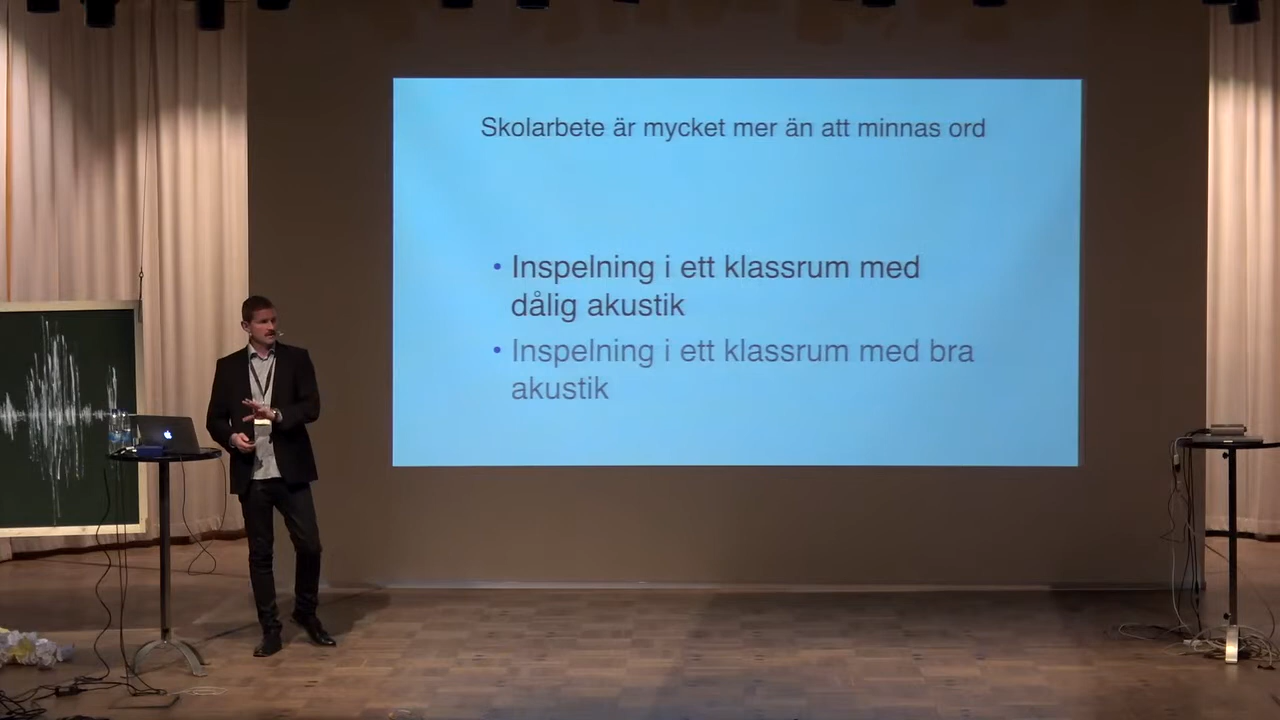 Skolarbete är mycket mer än att minnas ord
• Inspelning i ett klassrum med
dålig akustik
• Inspelning i ett klassrum med bra
akustik